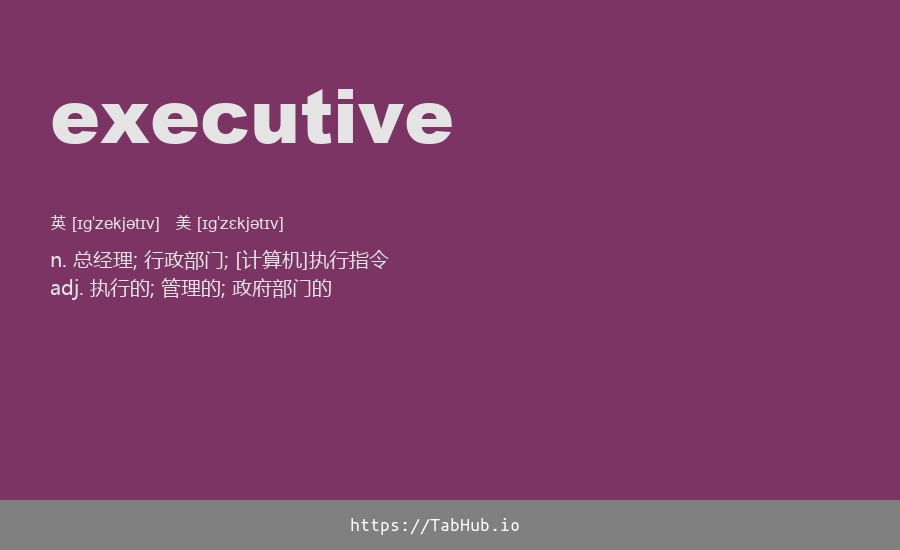 executive
英 [ɪɡˈzekjətɪv] 美 [ɪɡˈzɛkjətɪv]
n. 总经理; 行政部门; [计算机]执行指令
adj. 执行的; 管理的; 政府部门的
https://TabHub.io